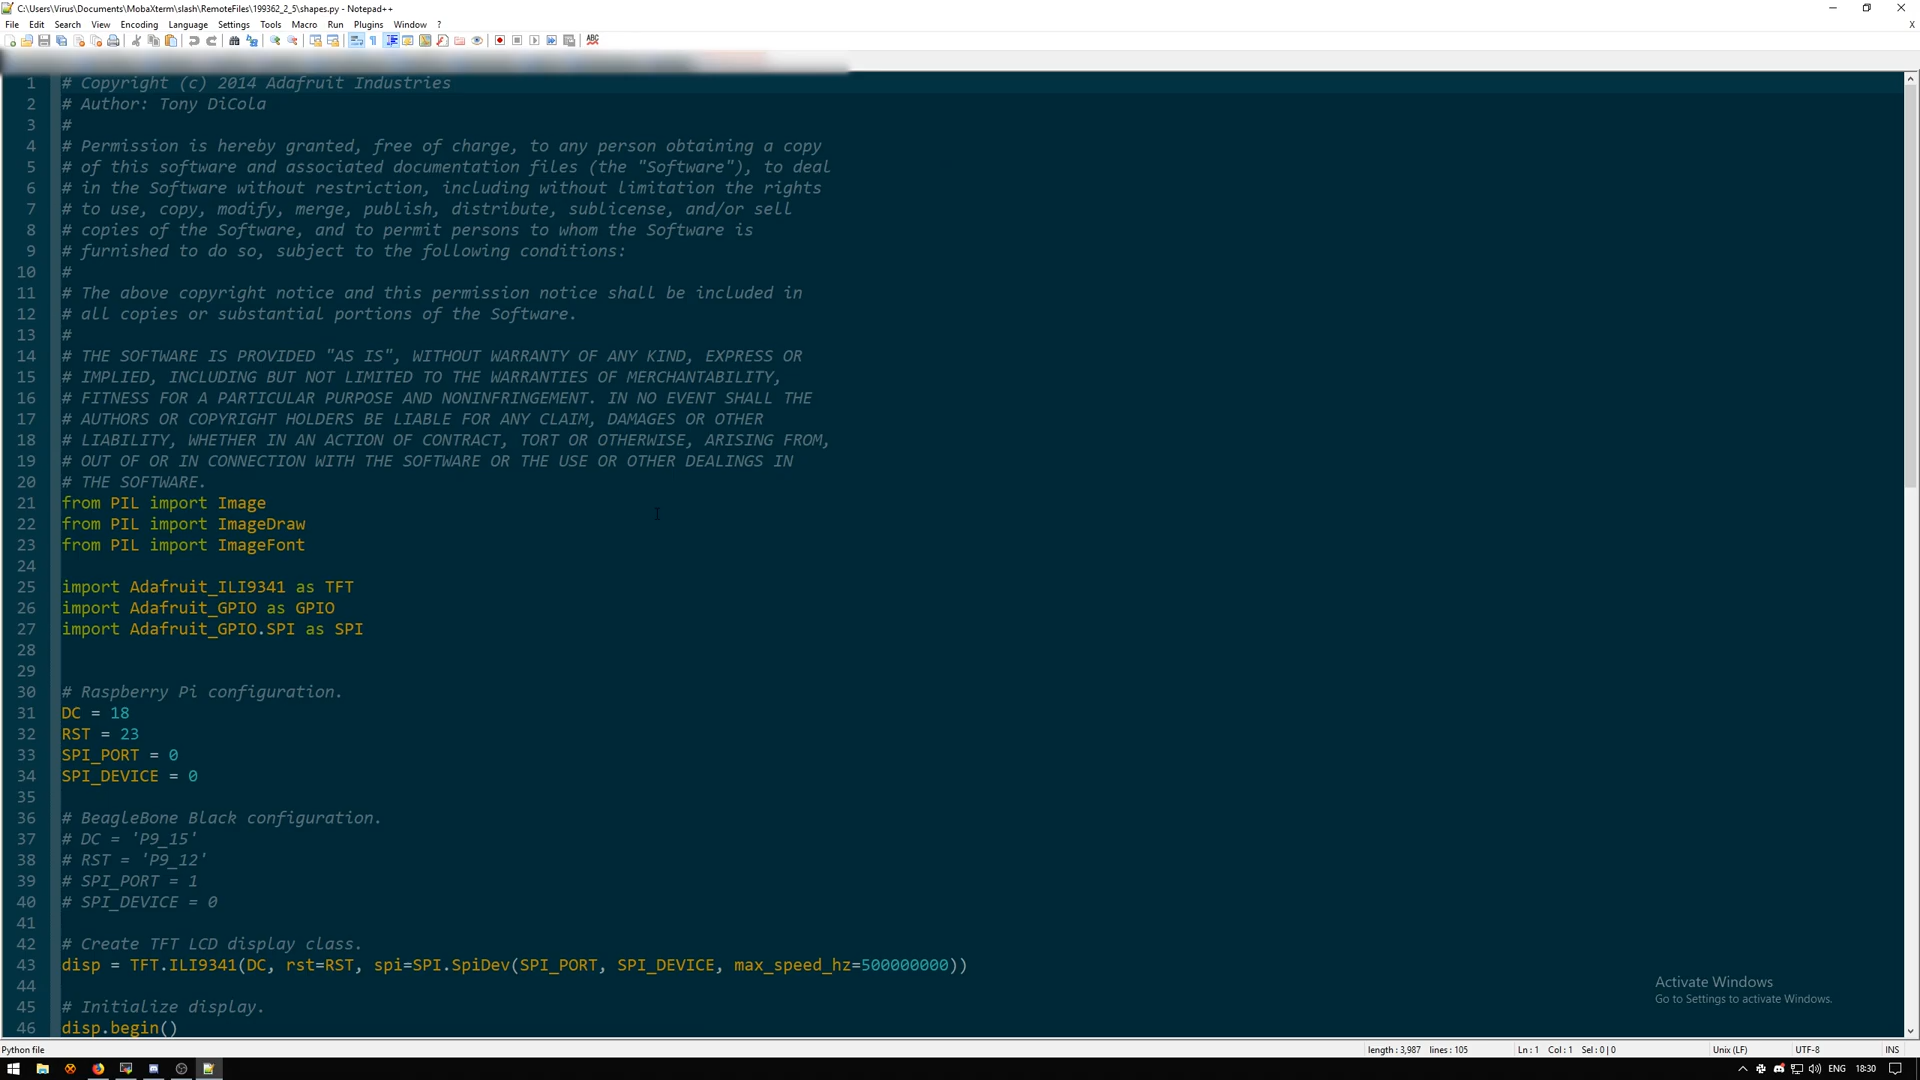 C:\Users\Virus\Documents\MobaXterm\slash\RemoteFiles\199362_2_5\shapes.py - Notepad++
File Edit Search View Encoding Language Settings Tools Macro Run Plugins Window ?
X
ABC
1 # Copyright (c) 2014 Adafruit Industries
2 # Author: Tony DiCola
3 #
4 # Permission is hereby granted, free of charge, to any person obtaining a copy
5 # of this software and associated documentation files (the "Software"), to deal
6 # in the Software without restriction, including without limitation the rights
7 # to use, copy, modify, merge, publish, distribute, sublicense, and/or sell
8 # copies of the Software, and to permit persons to whom the Software is
9 # furnished to do so, subject to the following conditions:
10 #
11 # The above copyright notice and this permission notice shall be included in
12 # all copies or substantial portions of the Software.
13 #
14 # THE SOFTWARE IS PROVIDED "AS IS", WITHOUT WARRANTY OF ANY KIND, EXPRESS OR
15 # IMPLIED, INCLUDING BUT NOT LIMITED TO THE WARRANTIES OF MERCHANTABILITY,
16 # FITNESS FOR A PARTICULAR PURPOSE AND NONINFRINGEMENT. IN NO EVENT SHALL THE
17 # AUTHORS OR COPYRIGHT HOLDERS BE LIABLE FOR ANY CLAIM, DAMAGES OR OTHER
18 # LIABILITY, WHETHER IN AN ACTION OF CONTRACT, TORT OR OTHERWISE, ARISING FROM,
19 # OUT OF OR IN CONNECTION WITH THE SOFTWARE OR THE USE OR OTHER DEALINGS IN
20 # THE SOFTWARE.
21 from PIL import Image
22 from PIL import ImageDraw
23 from PIL import ImageFont
24
25 import Adafruit_ILI9341 as TFT
26 import Adafruit_GPIO as GPIO
27 import Adafruit_GPIO.SPI as SPI
28
29
30 # Raspberry Pi configuration.
31 DC = 18
32 RST = 23
33 SPI_PORT = 0
34 SPI_DEVICE = 0
35
36 # BeagleBone Black configuration.
37 # DC = 'P9_15'
38 # RST = 'P9_12'
39 # SPI_PORT = 1
40 # SPI_DEVICE = 0
41
42 # Create TFT LCD display class.
43 disp = TFT.ILI9341(DC, rst=RST, spi=SPI.SpiDev(SPI_PORT, SPI_DEVICE, max_speed_hz=500000000))
44
45 # Initialize display.
46 disp.begin()
Activate Windows
Go to Settings to activate Windows.
Python file length : 3,987 lines : 105 Ln : 1 Col : 1 Sel : 0 | 0 Unix (LF) UTF-8 INS
ENG 18:30